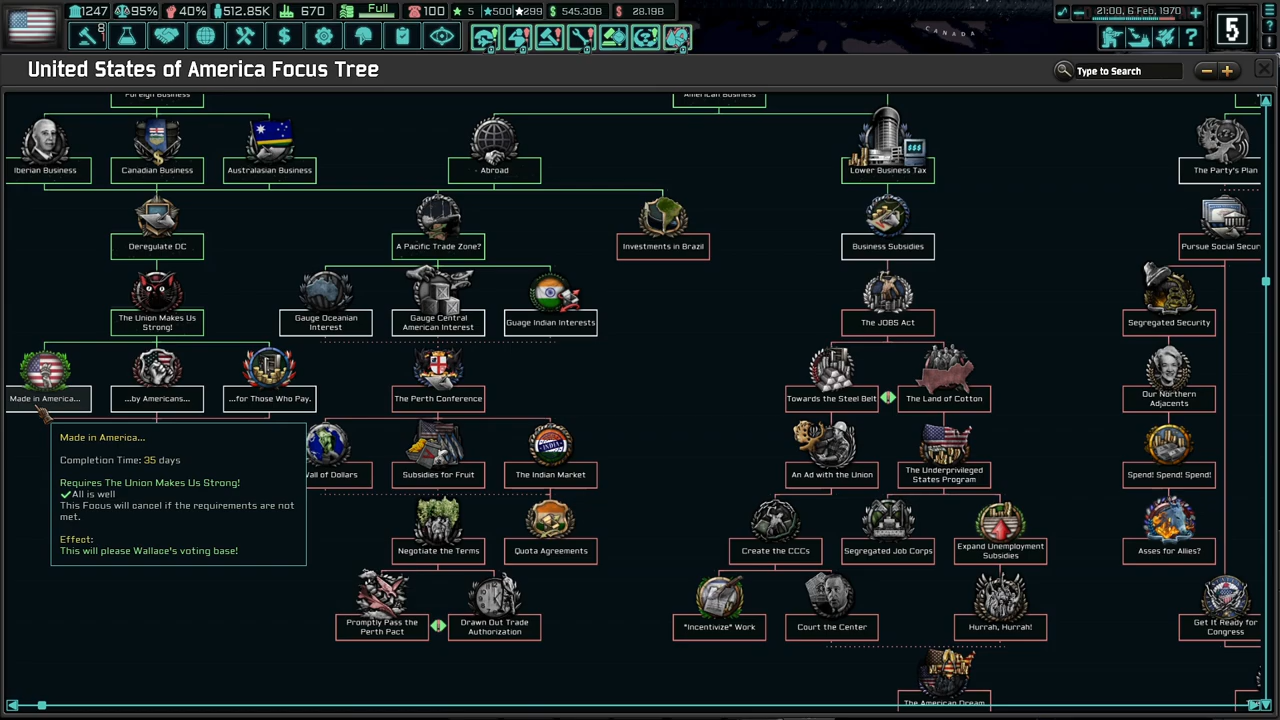 1247
95%
40%
512.85K
670
Full
100
5
500
299
$ 545.30B
$ 28.19B
21:00, 6 Feb, 1970
5
8
CANADA
United States of America Focus Tree
Type to Search
Foreign Business
American Business
Iberian Business
Canadian Business
Australasian Business
Abroad
Lower Business Tax
The Party's Plan
Deregulate DC
A Pacific Trade Zone?
Investments in Brazil
Business Subsidies
Pursue Social Secur
The Union Makes Us
Strong!
Gauge Oceanian
Interest
Gauge Central
American Interest
Guage Indian Interests
The JOBS Act
Segregated Security
Made in America...
...by Americans...
...for Those Who Pay.
The Perth Conference
Towards the Steel Belt
The Land of Cotton
Our Northern
Adjacents
Made in America...
Completion Time: 35 days
Requires The Union Makes Us Strong!
All is well
This Focus will cancel if the requirements are not
met.
Effect:
This will please Wallace's voting base!
Wall of Dollars
Subsidies for Fruit
INDIA
The Indian Market
An Ad with the Union
The Underprivileged
States Program
Spend! Spend! Spend!
Negotiate the Terms
Quota Agreements
Create the CCCs
Segregated Job Corps
Expand Unemployment
Subsidies
Asses for Allies?
Promptly Pass the
Perth Pact
Drawn Out Trade
Authorization
"Incentivize" Work
Court the Center
Hurrah, Hurrah!
Get It Ready for
Congress
The American Dream